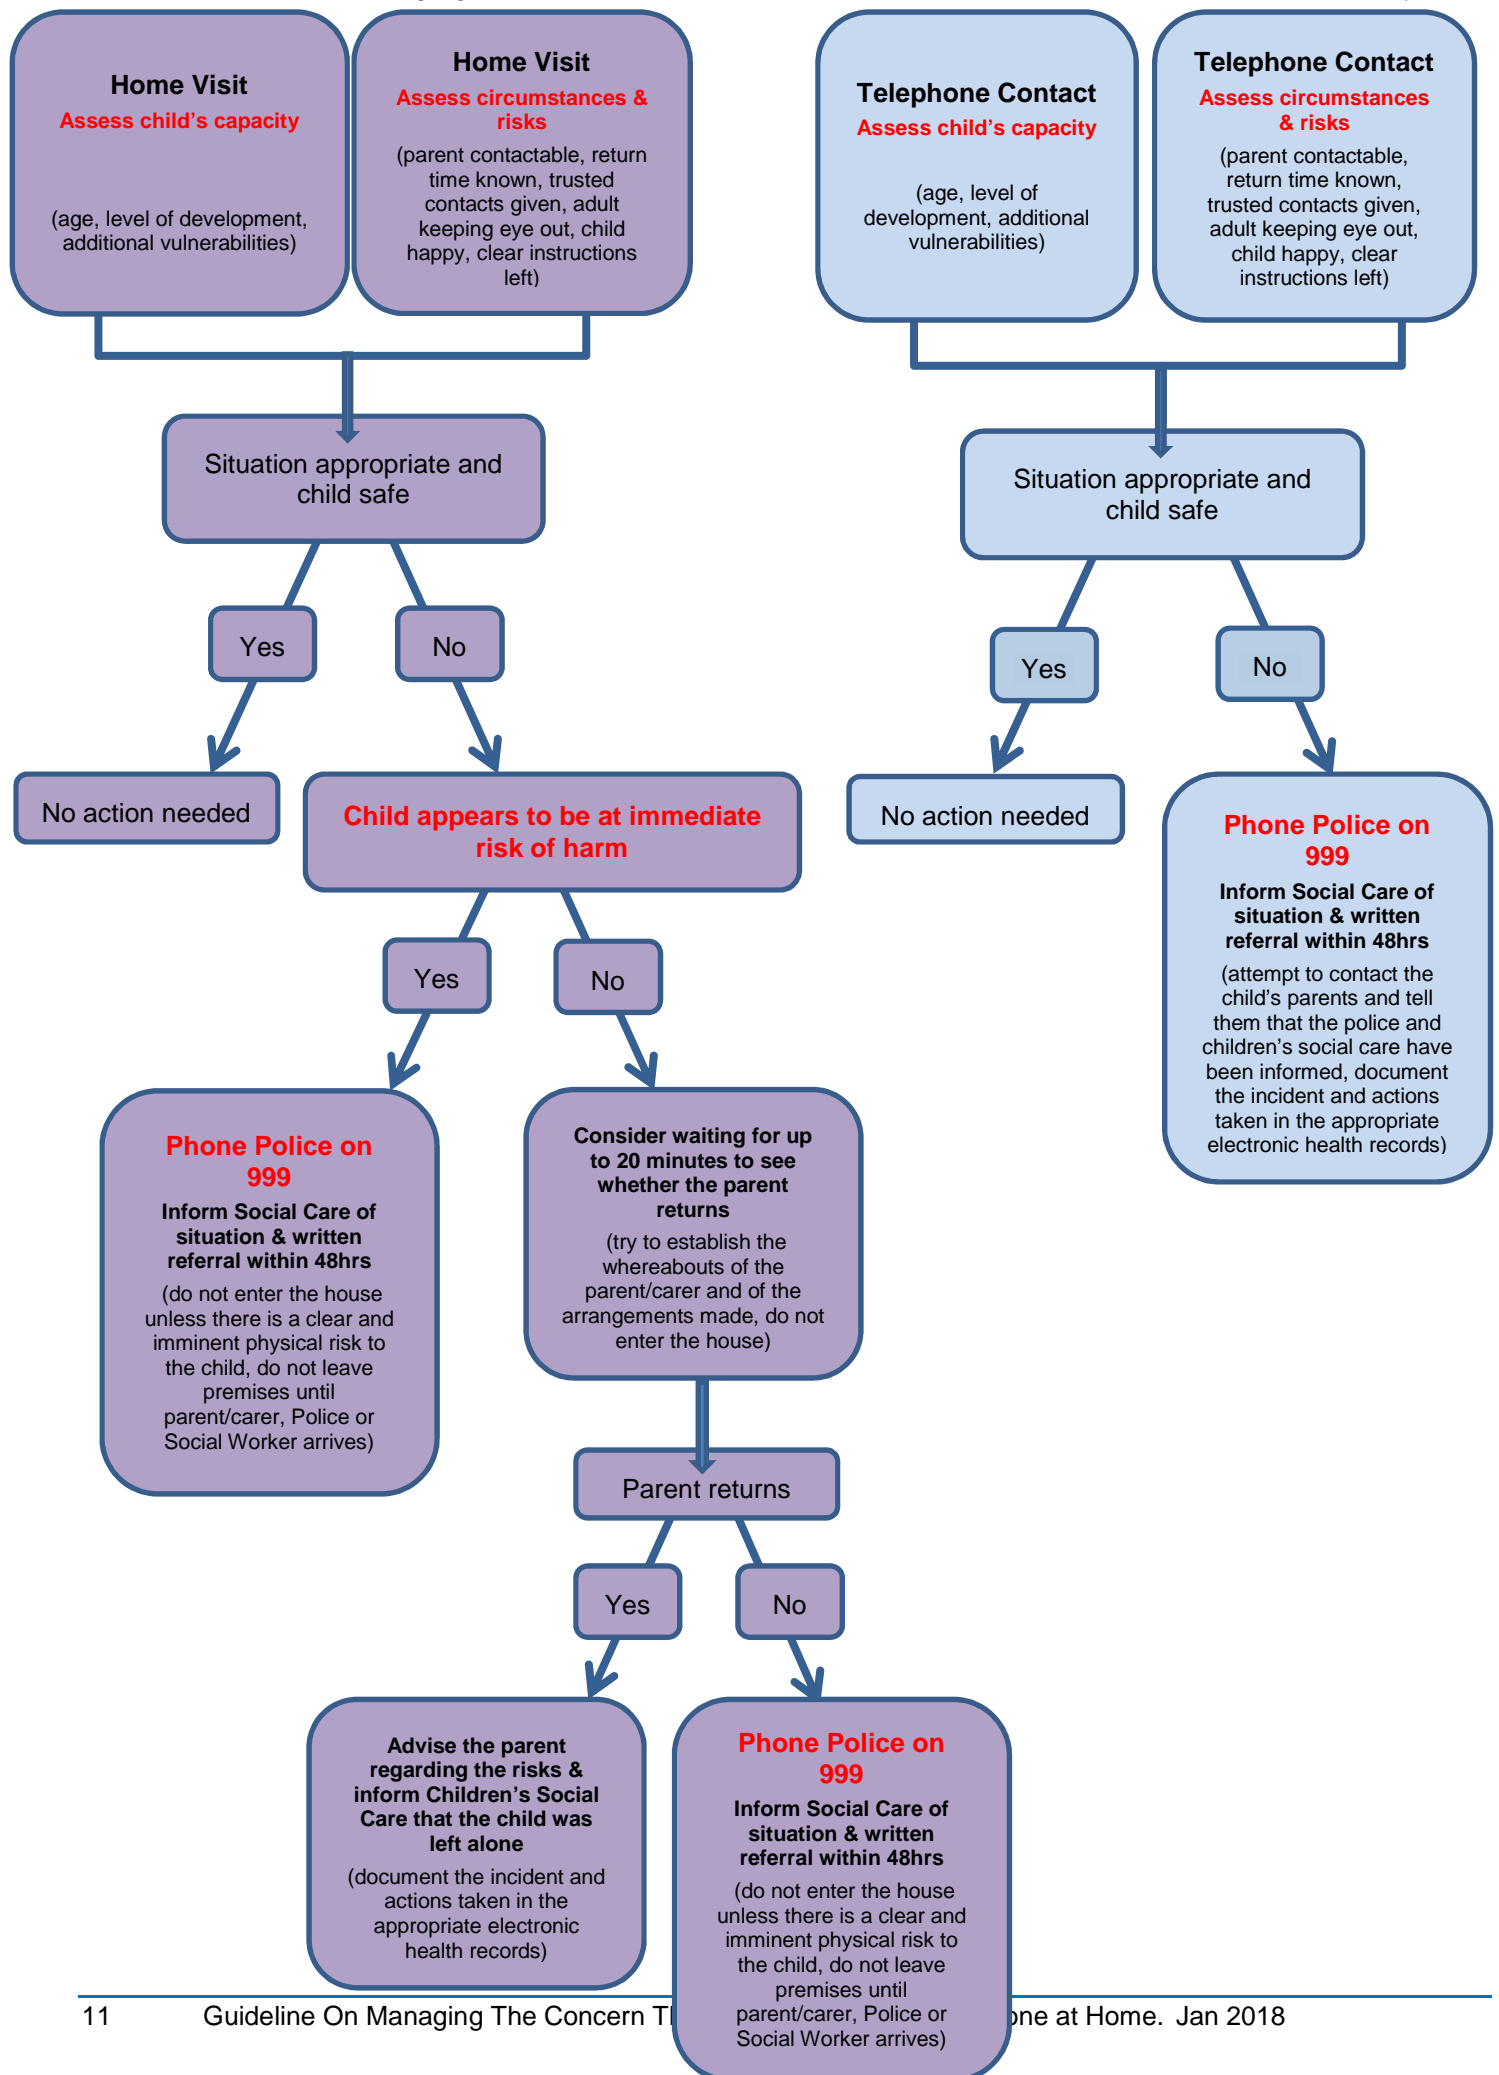 Home Visit
Assess child's capacity
(age, level of development,
additional vulnerabilities)
Home Visit
Assess circumstances &
risks
(parent contactable, return
time known, trusted
contacts given, adult
keeping eye out, child
happy, clear instructions
left)
Telephone Contact
Assess child's capacity
(age, level of
development, additional
vulnerabilities)
Telephone Contact
Assess circumstances
& risks
(parent contactable,
return time known,
trusted contacts given,
adult keeping eye out,
child happy, clear
instructions left)
Situation appropriate and
child safe
Situation appropriate and
child safe
Yes
No
Yes
No
No action needed
Child appears to be at immediate
risk of harm
No action needed
Phone Police on
999
Inform Social Care of
situation & written
referral within 48hrs
(attempt to contact the
child's parents and tell
them that the police and
children's social care have
been informed, document
the incident and actions
taken in the appropriate
electronic health records)
Yes
No
Phone Police on
999
Inform Social Care of
situation & written
referral within 48hrs
(do not enter the house
unless there is a clear and
imminent physical risk to
the child, do not leave
premises until
parent/carer, Police or
Social Worker arrives)
Consider waiting for up
to 20 minutes to see
whether the parent
returns
(try to establish the
whereabouts of the
parent/carer and of the
arrangements made, do not
enter the house)
Parent returns
Yes
No
Advise the parent
regarding the risks &
inform Children's Social
Care that the child was
left alone
(document the incident and
actions taken in the
appropriate electronic
health records)
Phone Police on
999
Inform Social Care of
situation & written
referral within 48hrs
(do not enter the house
unless there is a clear and
imminent physical risk to
the child, do not leave
premises until
parent/carer, Police or
Social Worker arrives)
11 Guideline On Managing The Concern at Home. Jan 2018